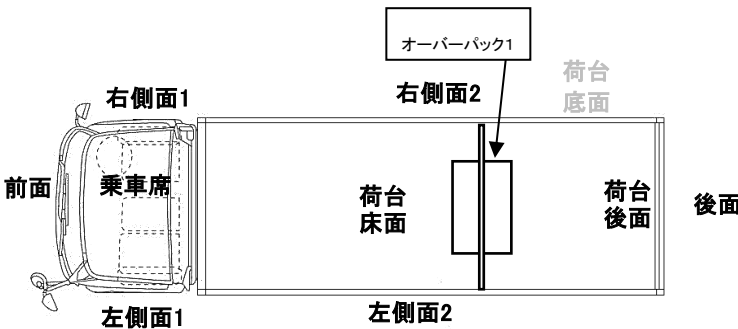 オーバーパック1
荷台
底面
右側面1
右側面2
前面
乗車席
荷台
床面
荷台
後面
後面
左側面1
左側面2